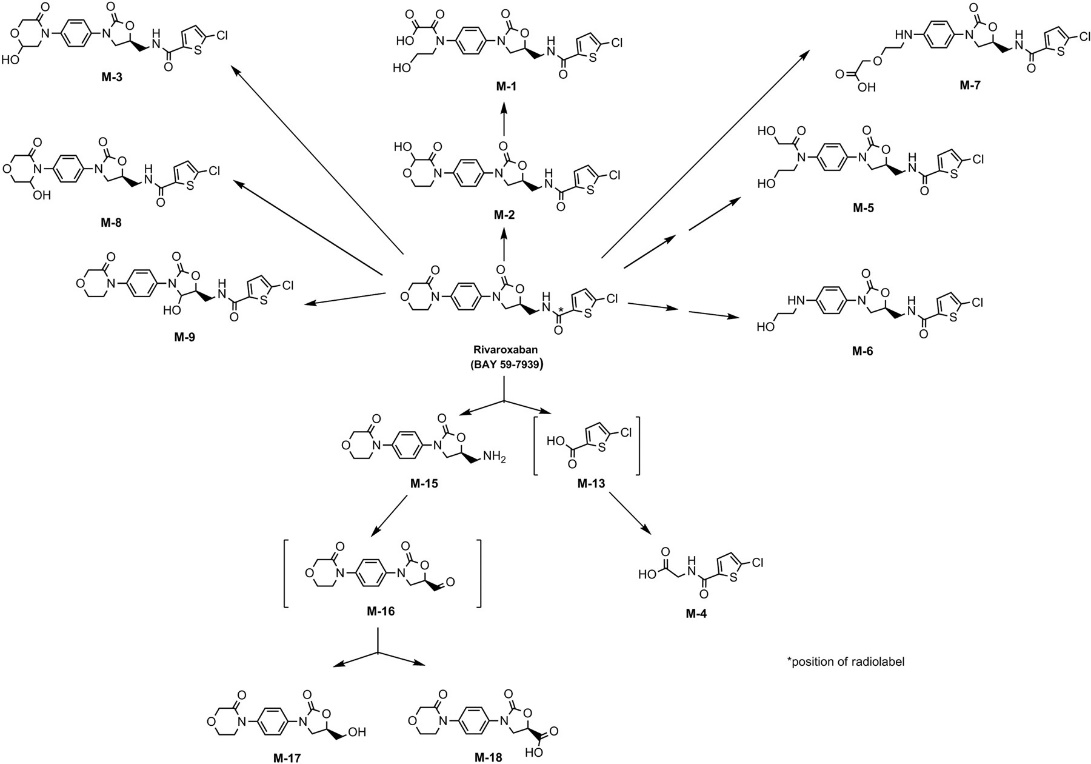 M-3
M-1
M-7
M-8
M-2
M-5
M-9
Rivaroxaban
(BAY 59-7939)
M-6
M-15
M-13
M-16
M-4
*position of radiolabel
M-17
M-18